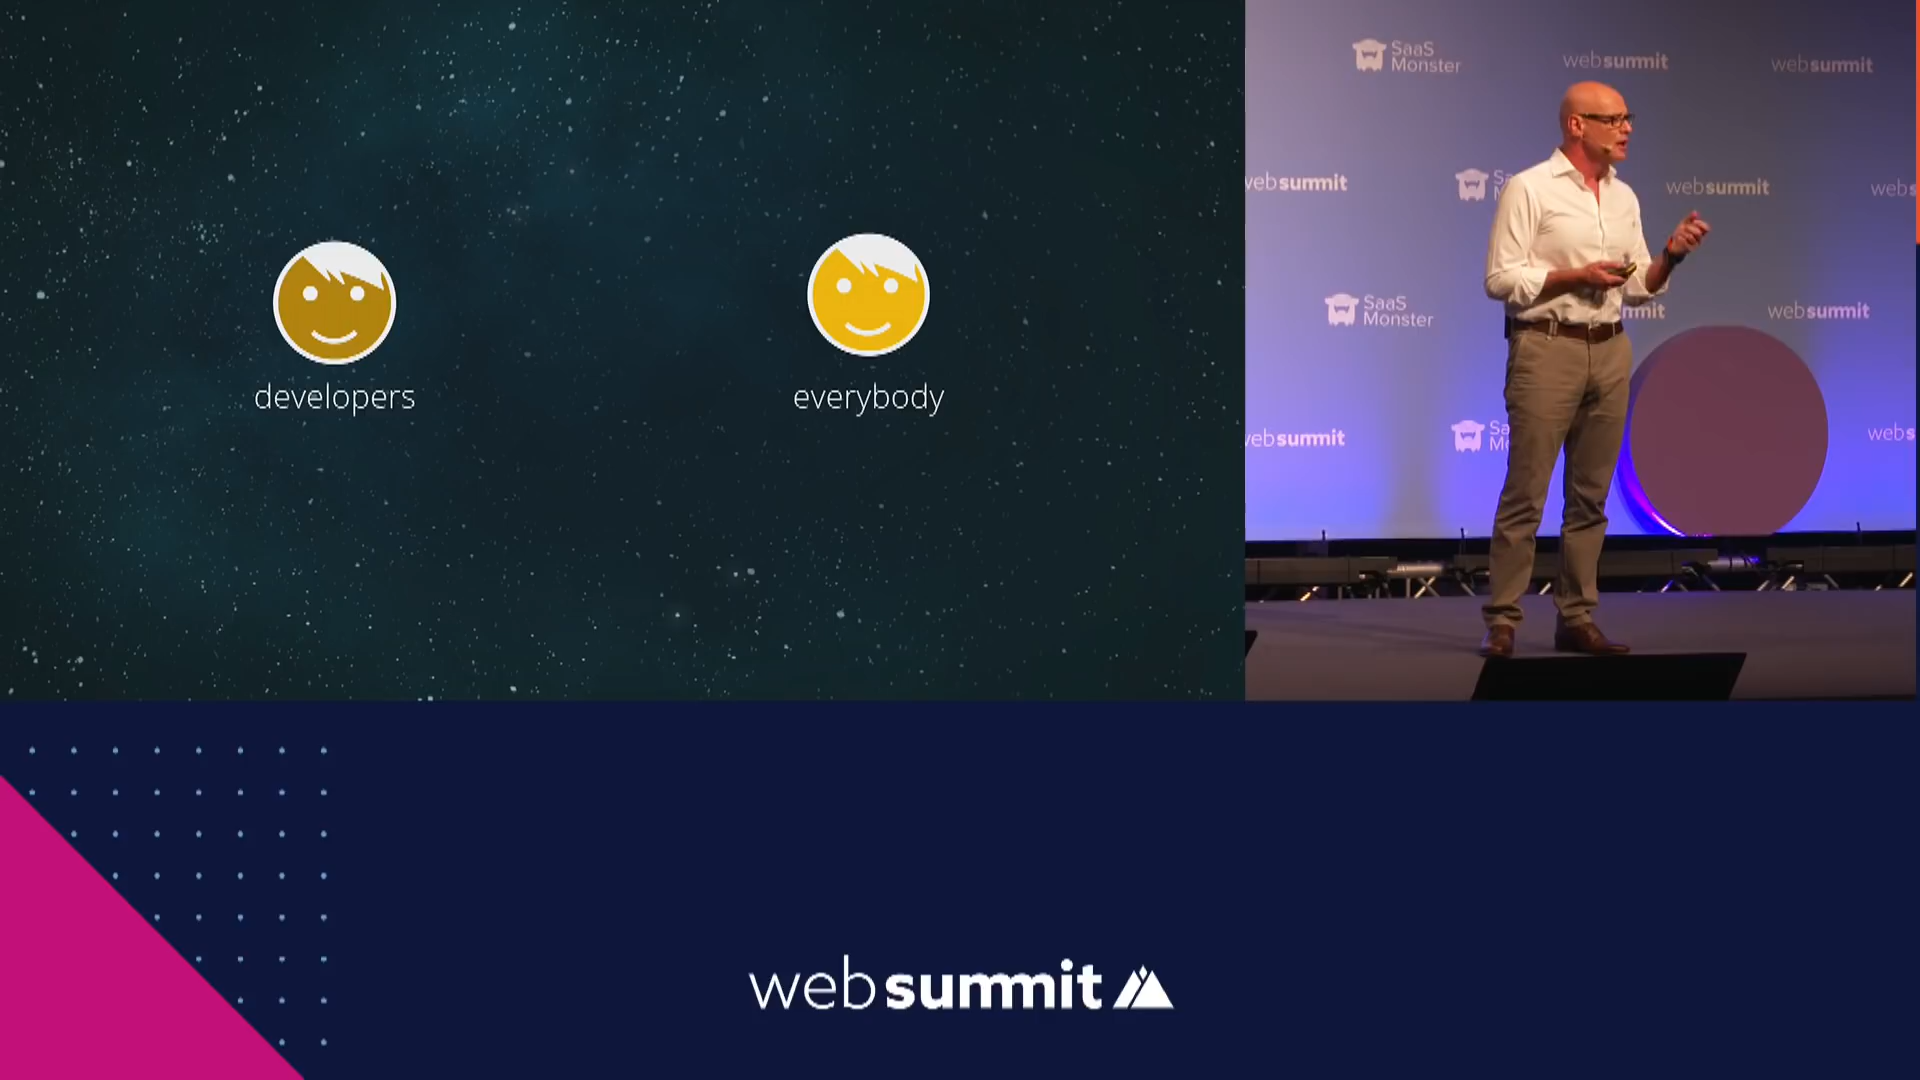 developers
everybody
SaaS
Monster
websummit
websummit
websummit
websummit
SaaS
Monster
websummit
websummit
websummit